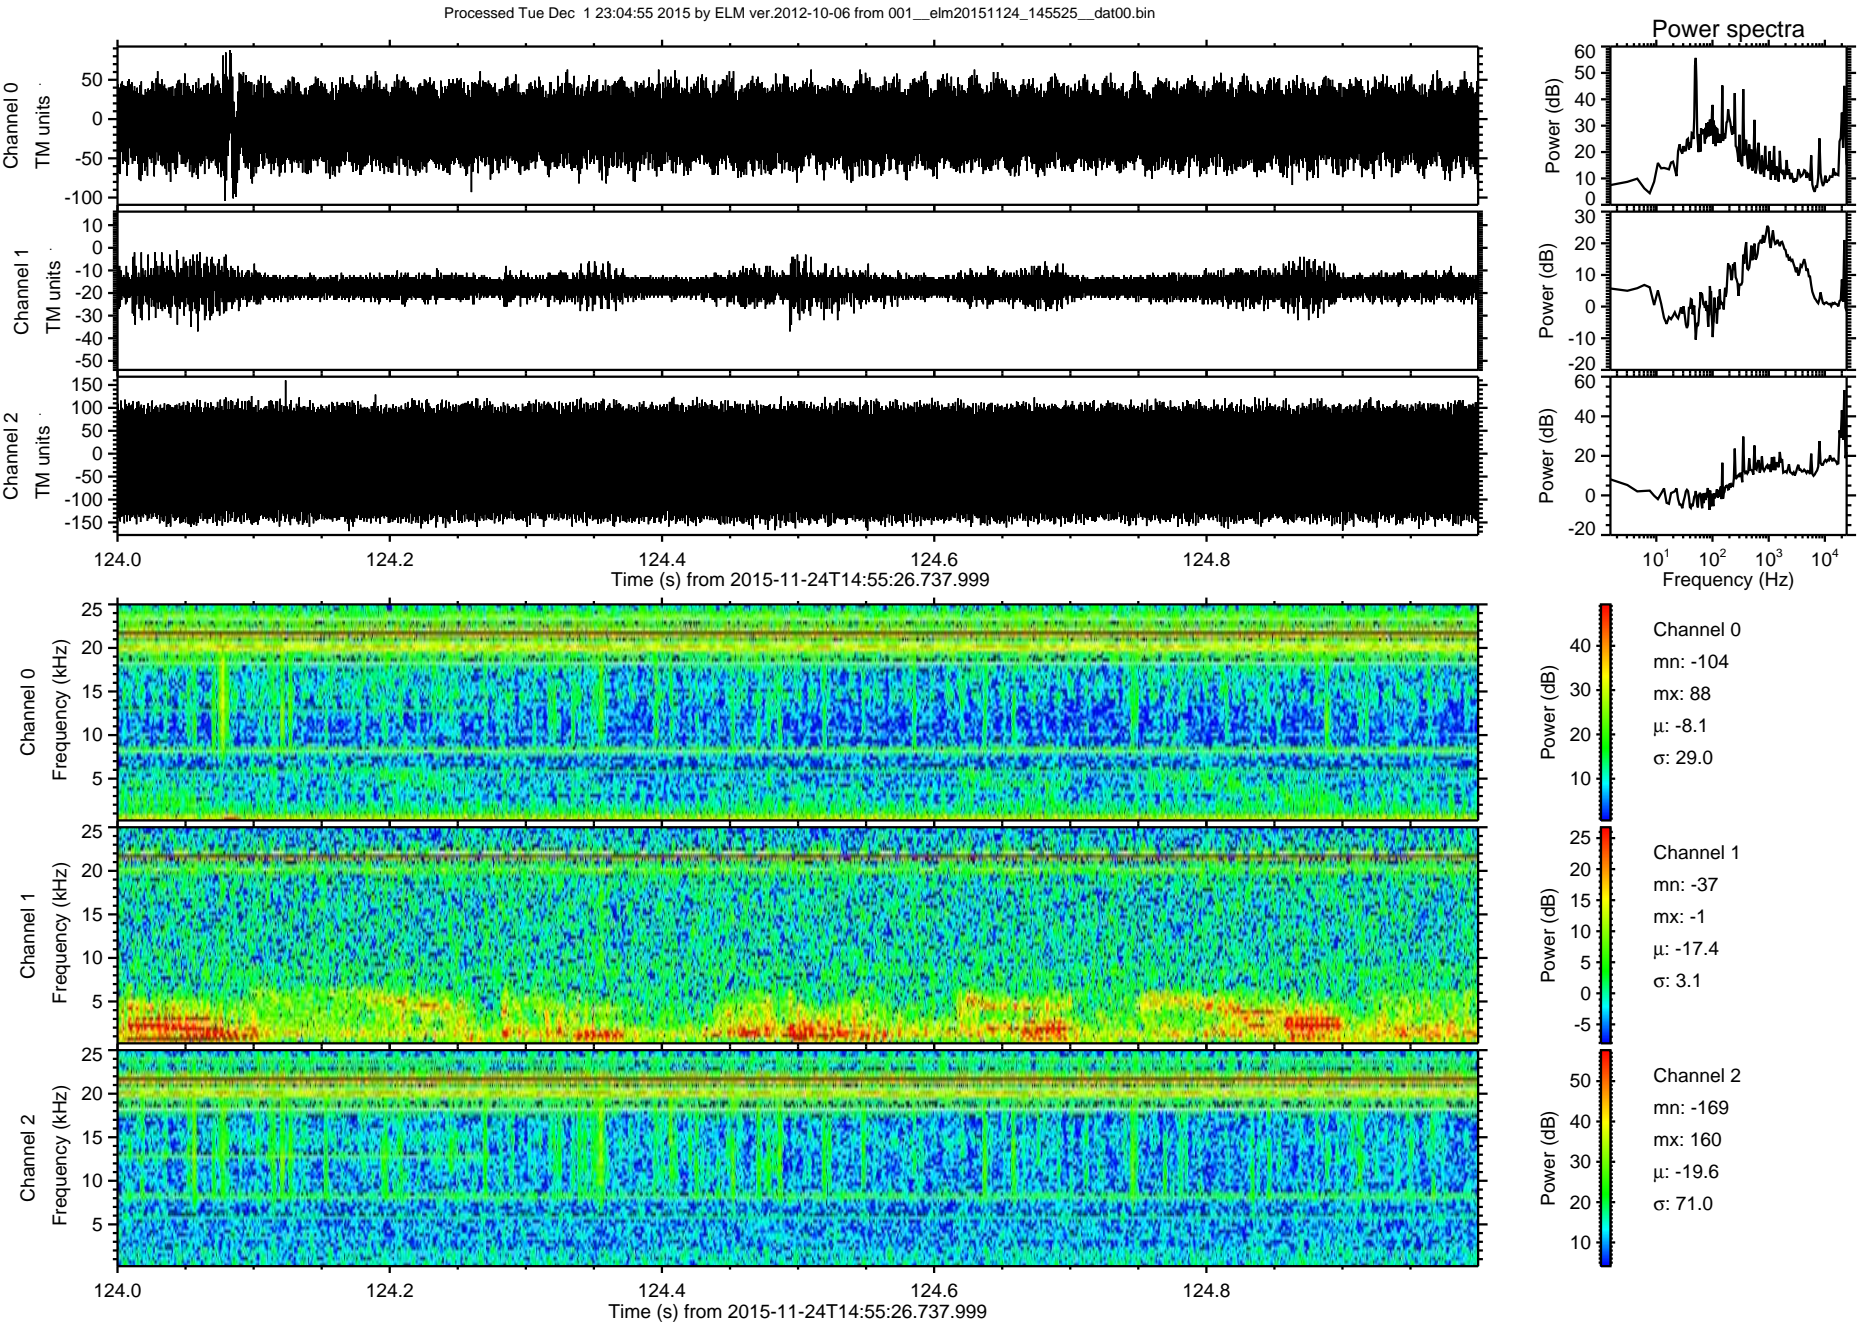 Processed Tue Dec  1 23:04:55 2015 by ELM ver.2012-10-06 from 001__elm20151124_145525__dat00.bin
Power spectra
Channel 0
TM units
50
0
-50
-100
Power (dB)
60
50
40
30
20
10
0
Channel 1
TM units
10
0
-10
-20
-30
-40
-50
Power (dB)
30
20
10
0
-10
-20
Channel 2
TM units
150
100
50
0
-50
-100
-150
Power (dB)
60
40
20
0
-20
124.0 124.2 124.4 124.6 124.8
Time (s) from 2015-11-24T14:55:26.737.999
10^1 10^2 10^3 10^4
Frequency (Hz)
Channel 0
Frequency (kHz)
25
20
15
10
5
Power (dB)
40
30
20
10
Channel 0
mn: -104
mx: 88
μ: -8.1
σ: 29.0
Channel 1
Frequency (kHz)
25
20
15
10
5
Power (dB)
25
20
15
10
5
0
-5
Channel 1
mn: -37
mx: -1
μ: -17.4
σ: 3.1
Channel 2
Frequency (kHz)
25
20
15
10
5
Power (dB)
50
40
30
20
10
Channel 2
mn: -169
mx: 160
μ: -19.6
σ: 71.0
124.0 124.2 124.4 124.6 124.8
Time (s) from 2015-11-24T14:55:26.737.999